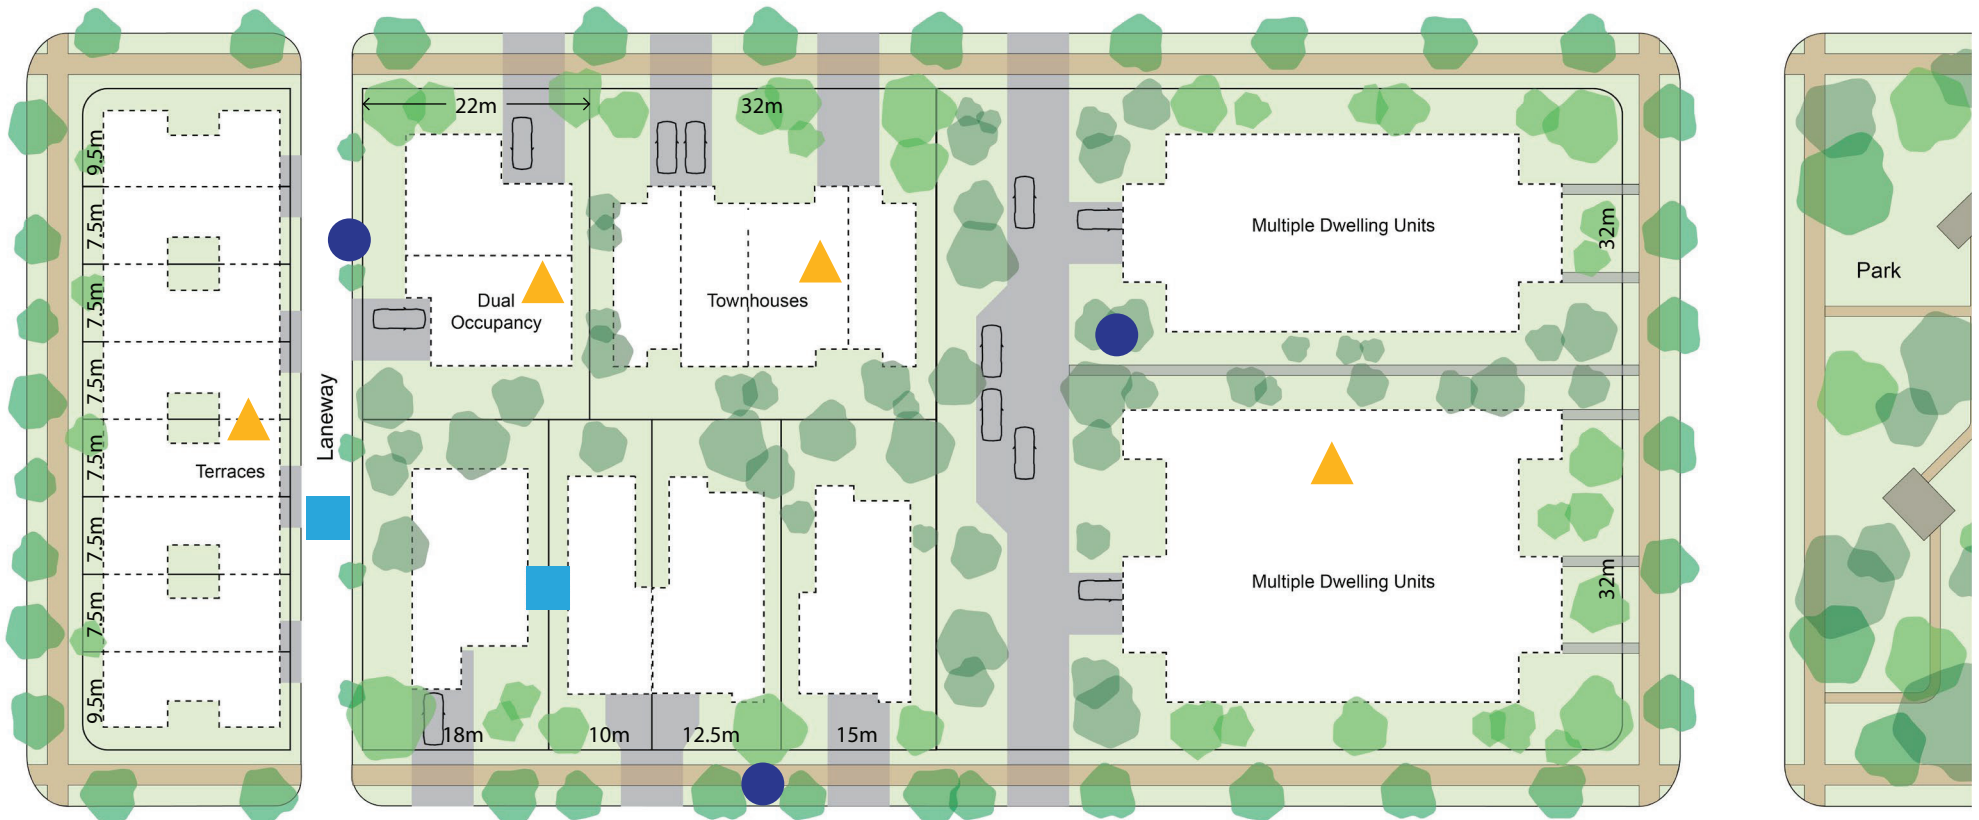 9.5m
7.5m
7.5m
7.5m
7.5m
7.5m
7.5m
9.5m
Terraces
Laneway
22m
32m
Dual
Occupancy
Townhouses
18m
10m
12.5m
15m
Multiple Dwelling Units
32m
Multiple Dwelling Units
32m
Park